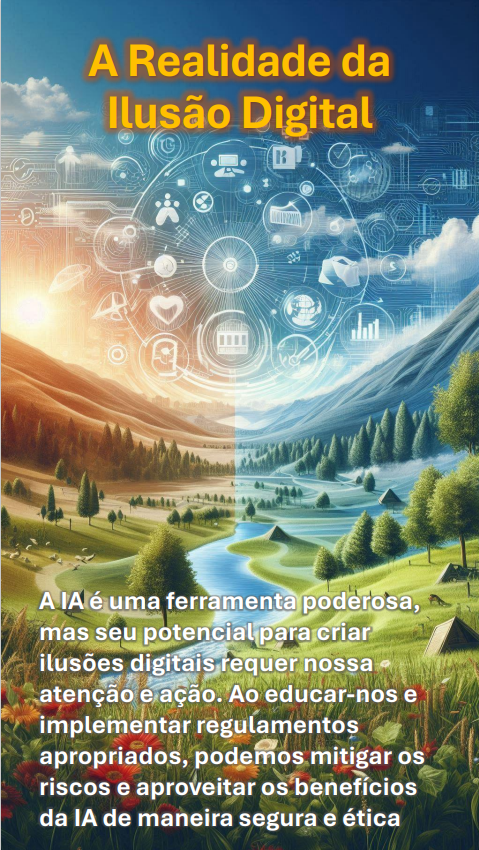 A Realidade da
Ilusão Digital
A IA é uma ferramenta poderosa,
mas seu potencial para criar
ilusões digitais requer nossa
atenção e ação. Ao educar-nos e
implementar regulamentos
apropriados, podemos mitigar os
riscos e aproveitar os benefícios
da IA de maneira segura e ética